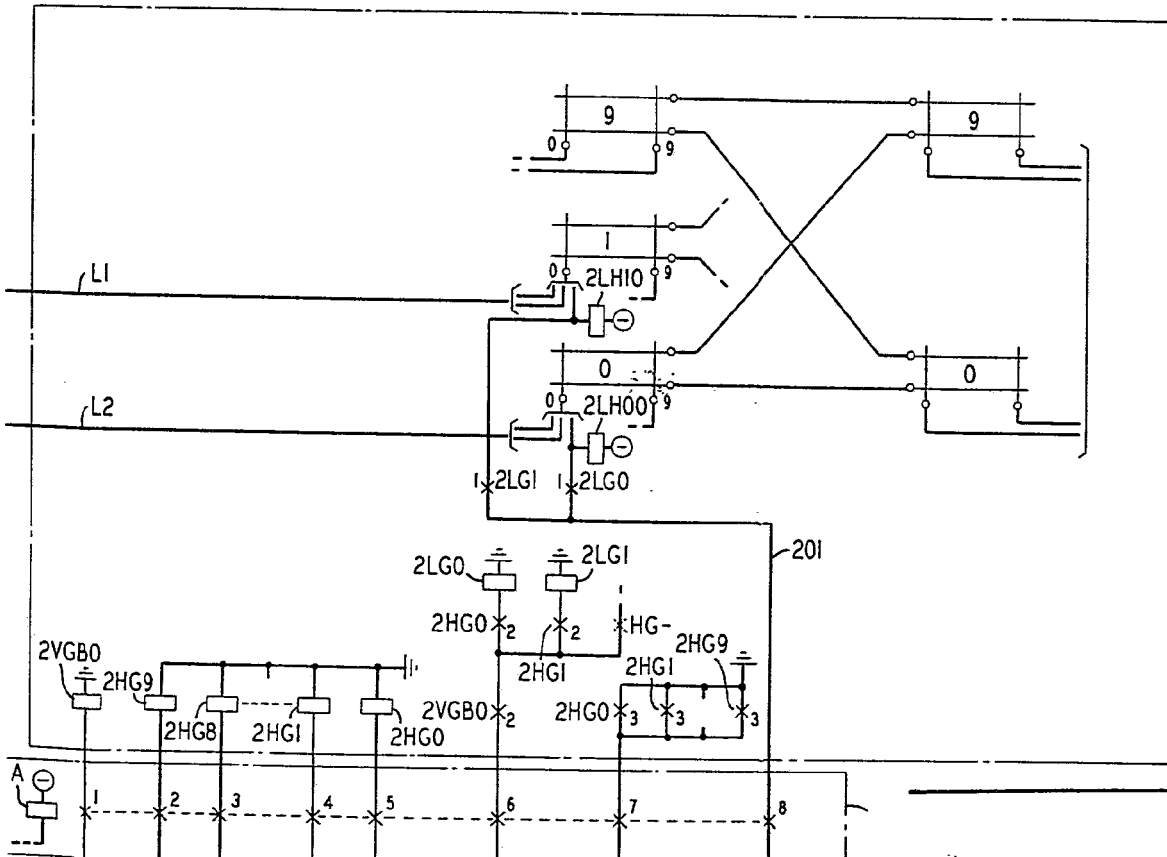 9 9
0 9
1
L1 0 2LH10 9
0 0
L2 0 2LH00 9
1 2LG1 1 2LG0
201
2LG0 2LG1
2HG0 2 2 HG-
2VGB0 2HG1 2HG1 2HG9
2HG9
2HG8 2HG1 2HG0 2VGB0 2 2HG0 3 3 3
A
1 2 3 4 5 6 7 8